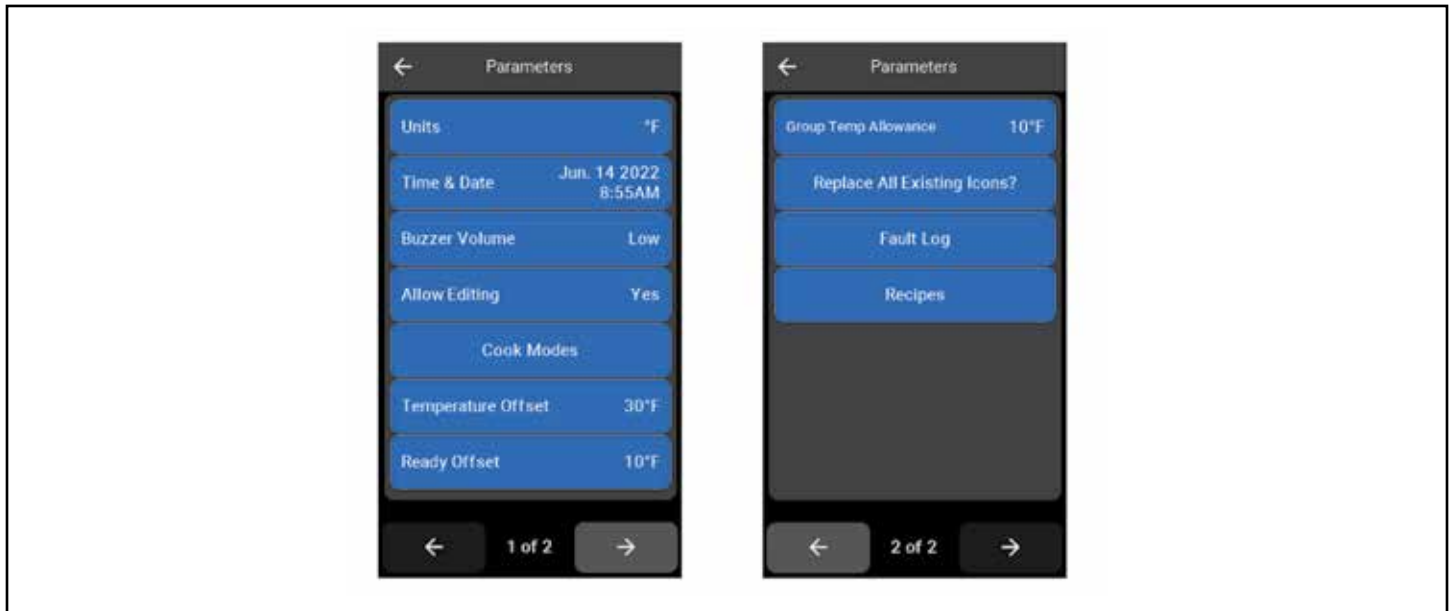 Parameters
Units °F
Time & Date Jun. 14 2022
8:55AM
Buzzer Volume Low
Allow Editing Yes
Cook Modes
Temperature Offset 30°F
Ready Offset 10°F
1 of 2
Parameters
Group Temp Allowance 10°F
Replace All Existing Icons?
Fault Log
Recipes
2 of 2